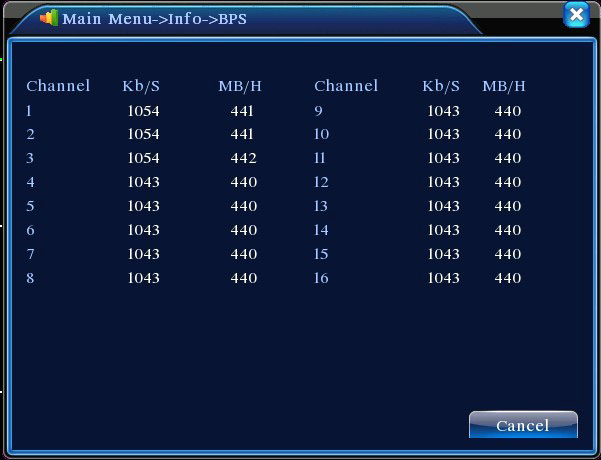 Main Menu->Info->BPS
Channel Kb/S MB/H Channel Kb/S MB/H
1 1054 441 9 1043 440
2 1054 441 10 1043 440
3 1054 442 11 1043 440
4 1043 440 12 1043 440
5 1043 440 13 1043 440
6 1043 440 14 1043 440
7 1043 440 15 1043 440
8 1043 440 16 1043 440
Cancel